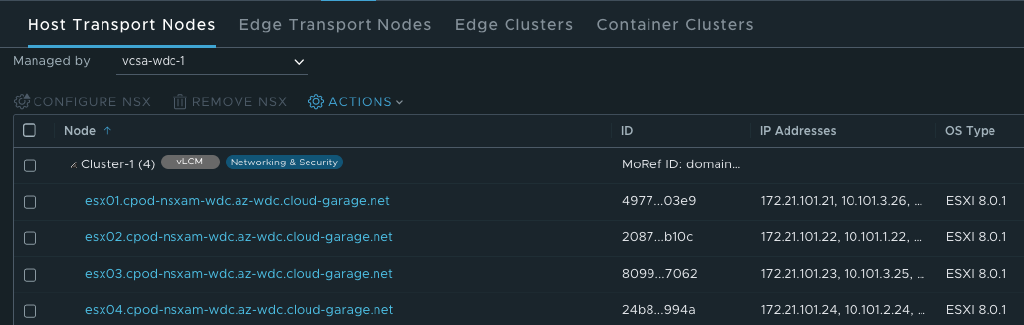 Host Transport Nodes Edge Transport Nodes Edge Clusters Container Clusters
Managed by vcsa-wdc-1
CONFIGURE NSX REMOVE NSX ACTIONS
Node ID IP Addresses OS Type
Cluster-1 (4) vLCM Networking & Security MoRef ID: domain...
esx01.cpod-nsxam-wdc.az-wdc.cloud-garage.net 4977...03e9 172.21.101.21, 10.101.3.26, ... ESXI 8.0.1
esx02.cpod-nsxam-wdc.az-wdc.cloud-garage.net 2087...b10c 172.21.101.22, 10.101.1.22, ... ESXI 8.0.1
esx03.cpod-nsxam-wdc.az-wdc.cloud-garage.net 8099...7062 172.21.101.23, 10.101.3.25, ... ESXI 8.0.1
esx04.cpod-nsxam-wdc.az-wdc.cloud-garage.net 24b8...994a 172.21.101.24, 10.101.2.24, ... ESXI 8.0.1